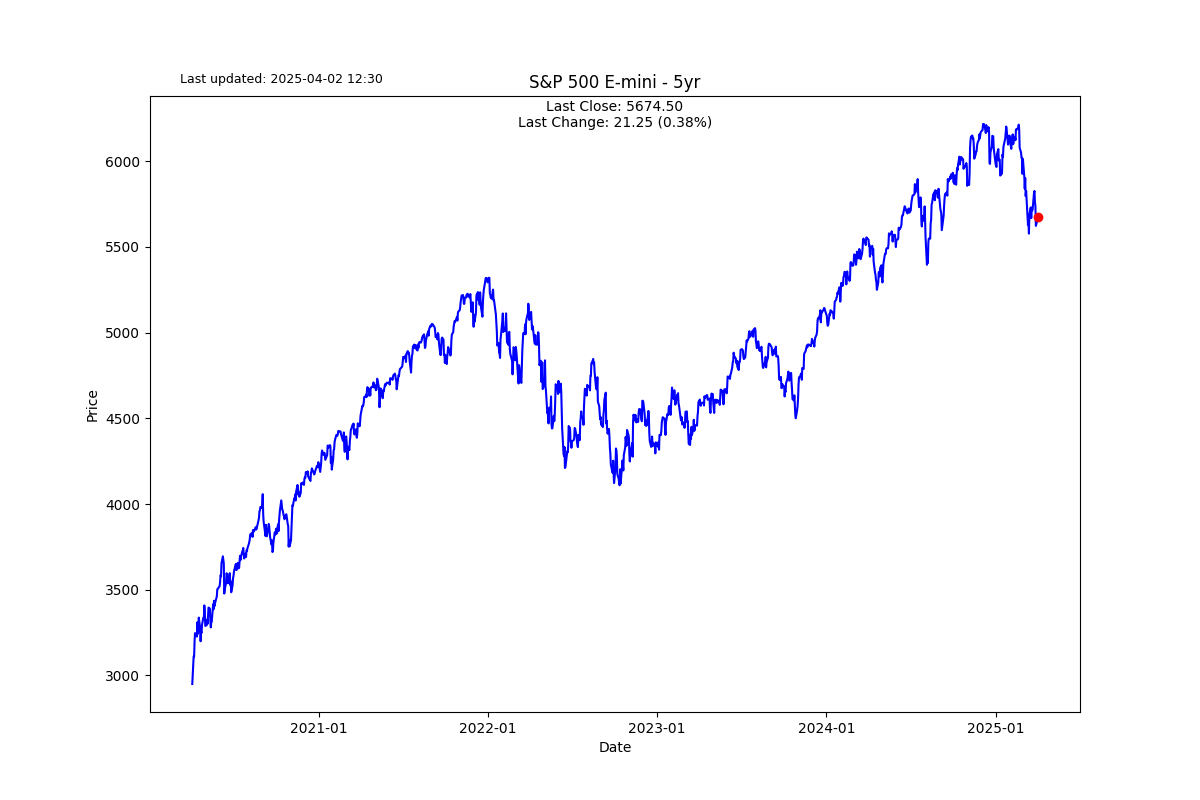 Last updated: 2025-04-02 12:30
S&P 500 E-mini - 5yr
Last Close: 5674.50
Last Change: 21.25 (0.38%)
Price
6000
5500
5000
4500
4000
3500
3000
2021-01
2022-01
2023-01
2024-01
2025-01
Date